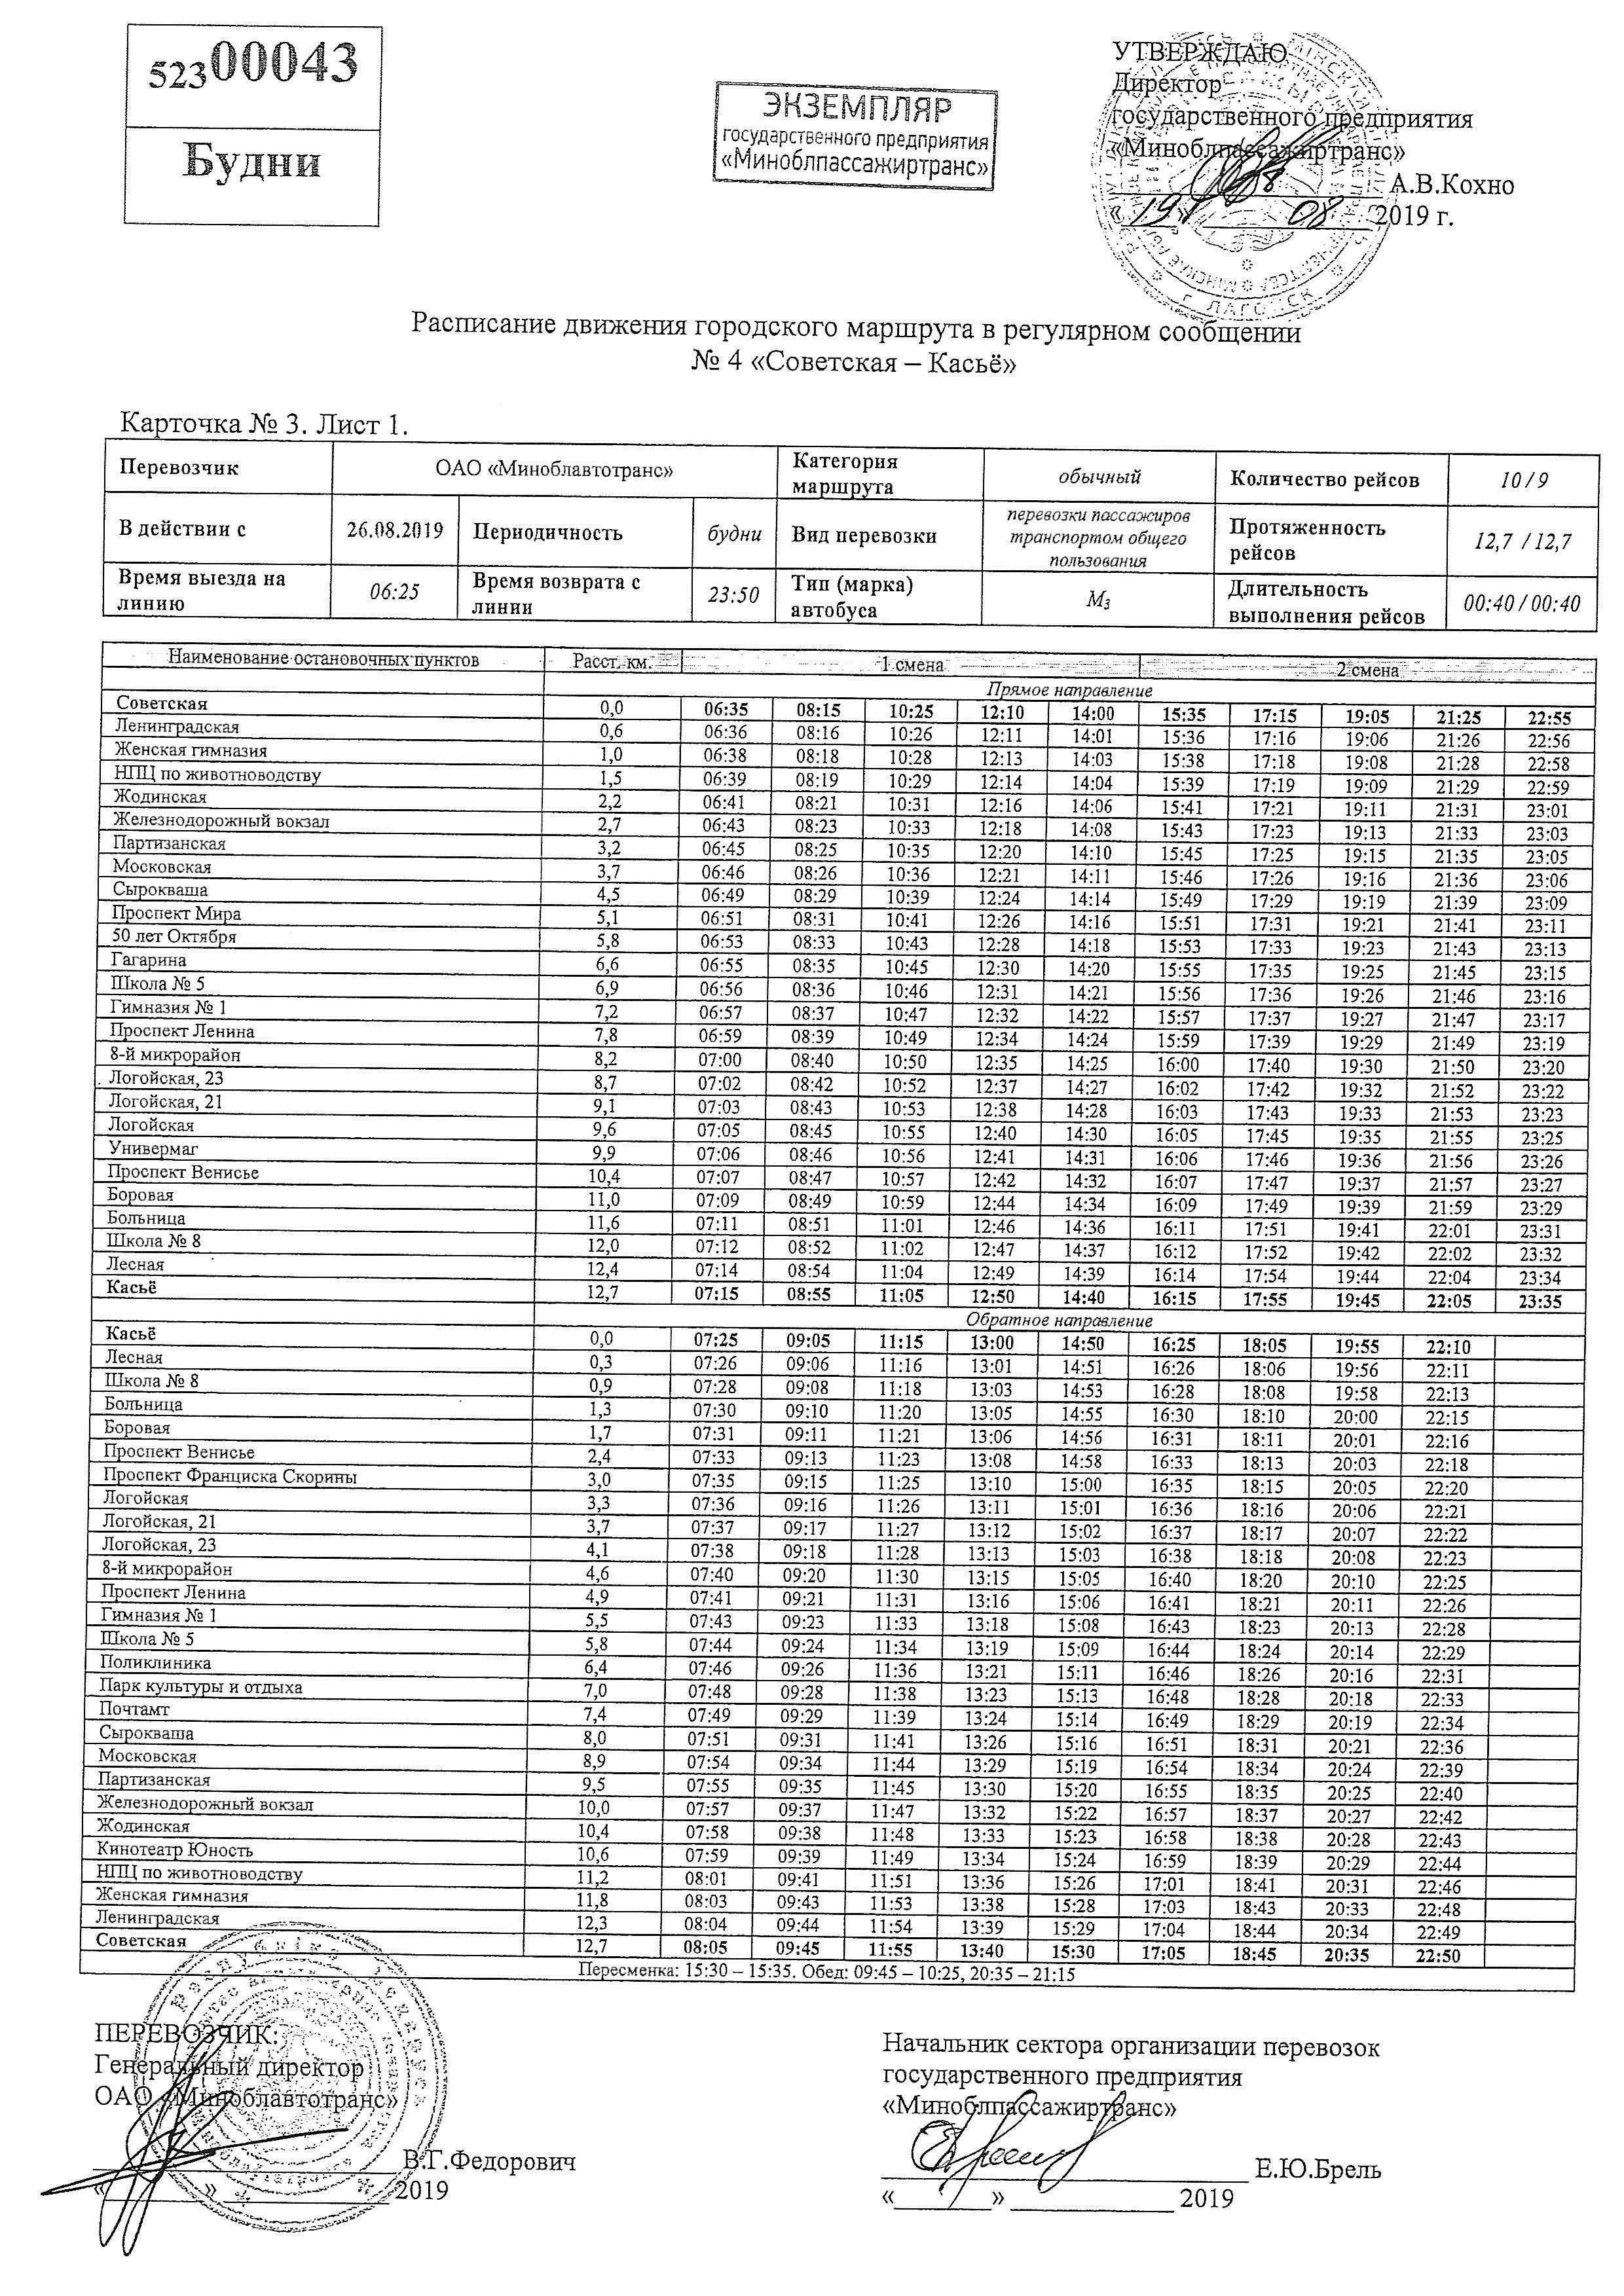 52300043
Будни
ЭКЗЕМПЛЯР
государственного предприятия
«Миноблпассажиртранс»
УТВЕРЖДАЮ
Директор
государственного предприятия
«Миноблпассажиртранс»
А.В.Кохно
«19» 08 2019 г.
Г. ЛАГОЙСК
Расписание движения городского маршрута в регулярном сообщении
№ 4 «Советская – Касьё»
Карточка № 3. Лист 1.
Перевозчик ОАО «Миноблавтотранс» Категория маршрута обычный Количество рейсов 10 / 9
В действии с 26.08.2019 Периодичность будни Вид перевозки перевозки пассажиров транспортом общего пользования Протяженность рейсов 12,7 / 12,7
Время выезда на линию 06:25 Время возврата с линии 23:50 Тип (марка) автобуса М3 Длительность выполнения рейсов 00:40 / 00:40
Наименование остановочных пунктов Расст. км. 1 смена 2 смена
Прямое направление
Советская 0,0 06:35 08:15 10:25 12:10 14:00 15:35 17:15 19:05 21:25 22:55
Ленинградская 0,6 06:36 08:16 10:26 12:11 14:01 15:36 17:16 19:06 21:26 22:56
Женская гимназия 1,0 06:38 08:18 10:28 12:13 14:03 15:38 17:18 19:08 21:28 22:58
НПЦ по животноводству 1,5 06:39 08:19 10:29 12:14 14:04 15:39 17:19 19:09 21:29 22:59
Жодинская 2,2 06:41 08:21 10:31 12:16 14:06 15:41 17:21 19:11 21:31 23:01
Железнодорожный вокзал 2,7 06:43 08:23 10:33 12:18 14:08 15:43 17:23 19:13 21:33 23:03
Партизанская 3,2 06:45 08:25 10:35 12:20 14:10 15:45 17:25 19:15 21:35 23:05
Московская 3,7 06:46 08:26 10:36 12:21 14:11 15:46 17:26 19:16 21:36 23:06
Сырокваша 4,5 06:49 08:29 10:39 12:24 14:14 15:49 17:29 19:19 21:39 23:09
Проспект Мира 5,1 06:51 08:31 10:41 12:26 14:16 15:51 17:31 19:21 21:41 23:11
50 лет Октября 5,8 06:53 08:33 10:43 12:28 14:18 15:53 17:33 19:23 21:43 23:13
Гагарина 6,6 06:55 08:35 10:45 12:30 14:20 15:55 17:35 19:25 21:45 23:15
Школа № 5 6,9 06:56 08:36 10:46 12:31 14:21 15:56 17:36 19:26 21:46 23:16
Гимназия № 1 7,2 06:57 08:37 10:47 12:32 14:22 15:57 17:37 19:27 21:47 23:17
Проспект Ленина 7,8 06:59 08:39 10:49 12:34 14:24 15:59 17:39 19:29 21:49 23:19
8-й микрорайон 8,2 07:00 08:40 10:50 12:35 14:25 16:00 17:40 19:30 21:50 23:20
Логойская, 23 8,7 07:02 08:42 10:52 12:37 14:27 16:02 17:42 19:32 21:52 23:22
Логойская, 21 9,1 07:03 08:43 10:53 12:38 14:28 16:03 17:43 19:33 21:53 23:23
Логойская 9,6 07:05 08:45 10:55 12:40 14:30 16:05 17:45 19:35 21:55 23:25
Универмаг 9,9 07:06 08:46 10:56 12:41 14:31 16:06 17:46 19:36 21:56 23:26
Проспект Венисье 10,4 07:07 08:47 10:57 12:42 14:32 16:07 17:47 19:37 21:57 23:27
Боровая 11,0 07:09 08:49 10:59 12:44 14:34 16:09 17:49 19:39 21:59 23:29
Больница 11,6 07:11 08:51 11:01 12:46 14:36 16:11 17:51 19:41 22:01 23:31
Школа № 8 12,0 07:12 08:52 11:02 12:47 14:37 16:12 17:52 19:42 22:02 23:32
Лесная 12,4 07:14 08:54 11:04 12:49 14:39 16:14 17:54 19:44 22:04 23:34
Касьё 12,7 07:15 08:55 11:05 12:50 14:40 16:15 17:55 19:45 22:05 23:35
Обратное направление
Касьё 0,0 07:25 09:05 11:15 13:00 14:50 16:25 18:05 19:55 22:10
Лесная 0,3 07:26 09:06 11:16 13:01 14:51 16:26 18:06 19:56 22:11
Школа № 8 0,9 07:28 09:08 11:18 13:03 14:53 16:28 18:08 19:58 22:13
Больница 1,3 07:30 09:10 11:20 13:05 14:55 16:30 18:10 20:00 22:15
Боровая 1,7 07:31 09:11 11:21 13:06 14:56 16:31 18:11 20:01 22:16
Проспект Венисье 2,4 07:33 09:13 11:23 13:08 14:58 16:33 18:13 20:03 22:18
Проспект Франциска Скорины 3,0 07:35 09:15 11:25 13:10 15:00 16:35 18:15 20:05 22:20
Логойская 3,3 07:36 09:16 11:26 13:11 15:01 16:36 18:16 20:06 22:21
Логойская, 21 3,7 07:37 09:17 11:27 13:12 15:02 16:37 18:17 20:07 22:22
Логойская, 23 4,1 07:38 09:18 11:28 13:13 15:03 16:38 18:18 20:08 22:23
8-й микрорайон 4,6 07:40 09:20 11:30 13:15 15:05 16:40 18:20 20:10 22:25
Проспект Ленина 4,9 07:41 09:21 11:31 13:16 15:06 16:41 18:21 20:11 22:26
Гимназия № 1 5,5 07:43 09:23 11:33 13:18 15:08 16:43 18:23 20:13 22:28
Школа № 5 5,8 07:44 09:24 11:34 13:19 15:09 16:44 18:24 20:14 22:29
Поликлиника 6,4 07:46 09:26 11:36 13:21 15:11 16:46 18:26 20:16 22:31
Парк культуры и отдыха 7,0 07:48 09:28 11:38 13:23 15:13 16:48 18:28 20:18 22:33
Почтамт 7,4 07:49 09:29 11:39 13:24 15:14 16:49 18:29 20:19 22:34
Сырокваша 8,0 07:51 09:31 11:41 13:26 15:16 16:51 18:31 20:21 22:36
Московская 8,9 07:54 09:34 11:44 13:29 15:19 16:54 18:34 20:24 22:39
Партизанская 9,5 07:55 09:35 11:45 13:30 15:20 16:55 18:35 20:25 22:40
Железнодорожный вокзал 10,0 07:57 09:37 11:47 13:32 15:22 16:57 18:37 20:27 22:42
Жодинская 10,4 07:58 09:38 11:48 13:33 15:23 16:58 18:38 20:28 22:43
Кинотеатр Юность 10,6 07:59 09:39 11:49 13:34 15:24 16:59 18:39 20:29 22:44
НПЦ по животноводству 11,2 08:01 09:41 11:51 13:36 15:26 17:01 18:41 20:31 22:46
Женская гимназия 11,8 08:03 09:43 11:53 13:38 15:28 17:03 18:43 20:33 22:48
Ленинградская 12,3 08:04 09:44 11:54 13:39 15:29 17:04 18:44 20:34 22:49
Советская 12,7 08:05 09:45 11:55 13:40 15:30 17:05 18:45 20:35 22:50
Пересменка: 15:30 – 15:35. Обед: 09:45 – 10:25, 20:35 – 21:15
ПЕРЕВОЗЧИК:
Генеральный директор
ОАО «Миноблавтотранс»
В.Г.Федорович
«» 2019
Начальник сектора организации перевозок
государственного предприятия
«Миноблпассажиртранс»
Е.Ю.Брель
«» 2019